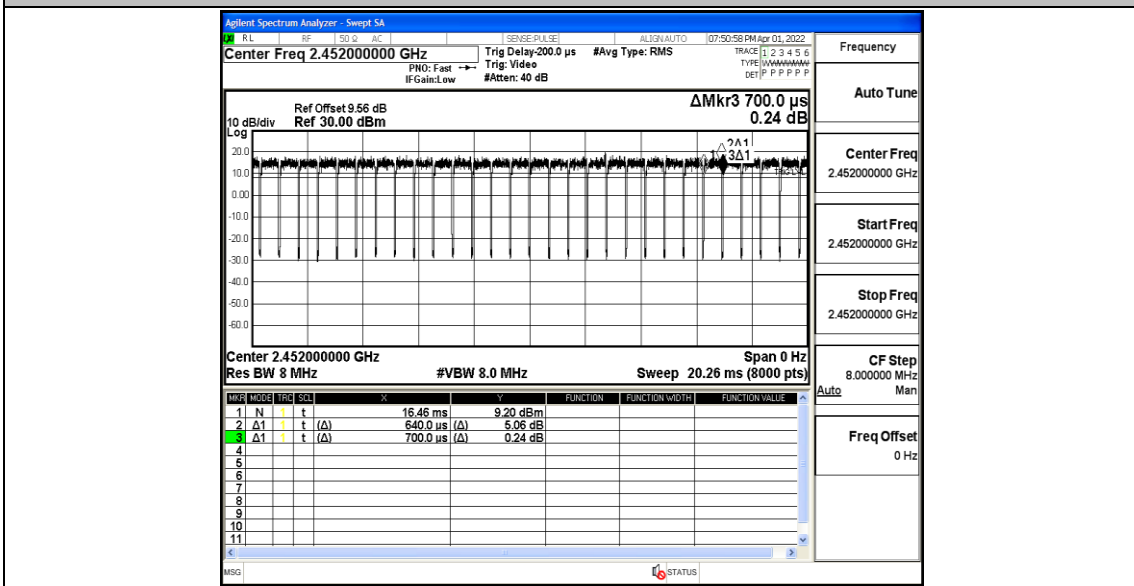 Agilent Spectrum Analyzer - Swept SA
RL RF 50 Ω AC SENSE:PULSE ALIGNAUTO 07:50:58 PM Apr 01, 2022
Center Freq 2.452000000 GHz
PNO: Fast
IFGain:Low
Trig Delay-200.0 µs
Trig: Video
#Atten: 40 dB
#Avg Type: RMS
TRACE 1 2 3 4 5 6
TYPE
DET P P P P P P
ΔMkr3 700.0 µs
0.24 dB
Ref Offset 9.56 dB
10 dB/div Ref 30.00 dBm
Log
20.0
10.0
0.00
-10.0
-20.0
-30.0
-40.0
-50.0
-60.0
2Δ1
1 3Δ1
TRIG LVL
Center 2.452000000 GHz Span 0 Hz
Res BW 8 MHz #VBW 8.0 MHz Sweep 20.26 ms (8000 pts)
MKR MODE TRC SCL X Y FUNCTION FUNCTION WIDTH FUNCTION VALUE
1 N 1 t 16.46 ms 9.20 dBm
2 Δ1 1 t (Δ) 640.0 µs (Δ) 5.06 dB
3 Δ1 1 t (Δ) 700.0 µs (Δ) 0.24 dB
4
5
6
7
8
9
10
11
MSG STATUS
Frequency
Auto Tune
Center Freq
2.452000000 GHz
Start Freq
2.452000000 GHz
Stop Freq
2.452000000 GHz
CF Step
8.000000 MHz
Auto Man
Freq Offset
0 Hz